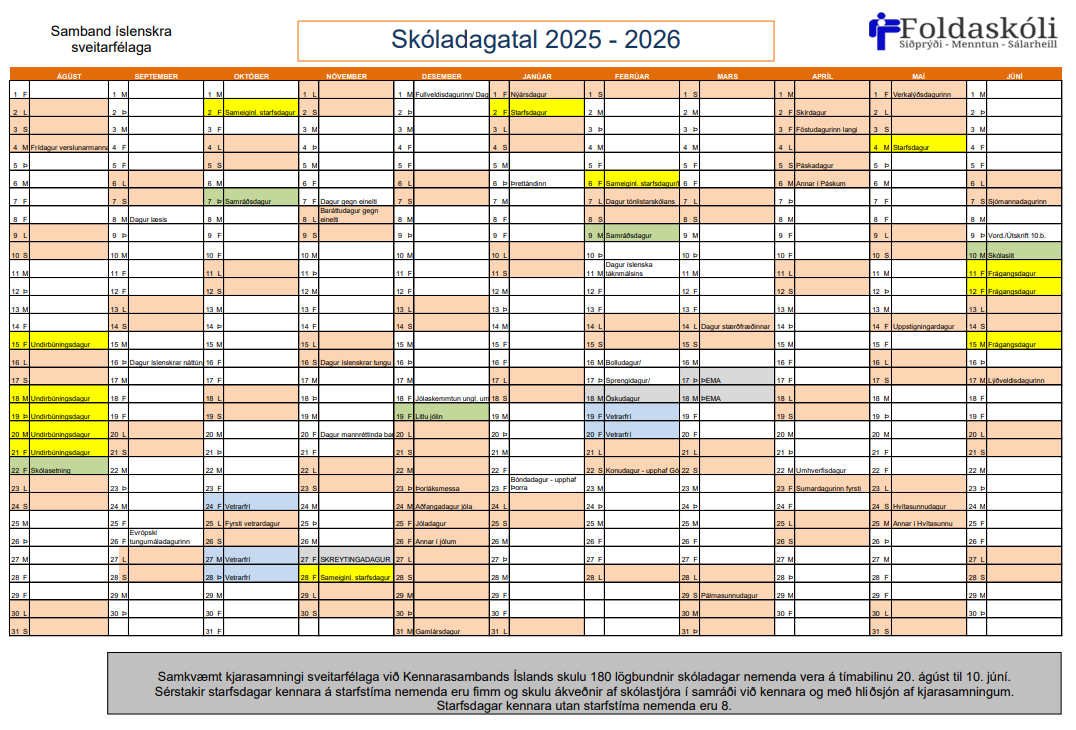 Samband íslenskra
sveitarfélaga
Skóladagatal 2025 - 2026
Foldaskóli
Siðprýði - Menntun - Sálarheill
ÁGÚST SEPTEMBER OKTÓBER NÓVEMBER DESEMBER JANÚAR FEBRÚAR MARS APRÍL MAÍ JÚNÍ
1 F 1 M 1 M 1 L 1 M Fullveldisdagurinn/ Dag 1 F Nýársdagur 1 S 1 S 1 M 1 F Verkalýðsdagurinn 1 M
2 L 2 Þ 2 F Sameiginl. starfsdagur 2 S 2 Þ 2 F Starfsdagur 2 M 2 M 2 F Skírdagur 2 L 2 Þ
3 S 3 M 3 F 3 M 3 M 3 L 3 Þ 3 Þ 3 F Föstudagurinn langi 3 S 3 M
4 M Frídagur verslunarmanna 4 F 4 L 4 Þ 4 F 4 S 4 M 4 M 4 L 4 M Starfsdagur 4 F
5 Þ 5 F 5 S 5 M 5 F 5 M 5 F 5 F 5 S Páskadagur 5 Þ 5 F
6 M 6 L 6 M 6 F 6 L 6 Þ Þrettándinn 6 F Sameiginl. starfsdagur 6 F 6 M Annar í Páskum 6 M 6 L
7 F 7 S 7 Þ Samráðsdagur 7 F Dagur gegn einelti 7 S 7 M 7 L Dagur tónlistarskólans 7 L 7 Þ 7 F 7 S Sjómannadagurinn
8 F 8 M Dagur læsis 8 M 8 L Baráttudagur gegn einelti 8 M 8 F 8 S 8 S 8 M 8 F 8 M
9 L 9 Þ 9 F 9 S 9 Þ 9 F 9 M Samráðsdagur 9 M 9 F 9 L 9 Þ Vord./Útskrift 10.b.
10 S 10 M 10 F 10 M 10 M 10 L 10 Þ 10 Þ 10 F 10 S 10 M Skólaslit
11 M 11 F 11 L 11 Þ 11 F 11 S 11 M Dagur íslenska táknmálsins 11 M 11 L 11 M 11 F Frágangsdagur
12 Þ 12 F 12 S 12 M 12 F 12 M 12 F 12 F 12 S 12 Þ 12 F Frágangsdagur
13 M 13 L 13 M 13 F 13 L 13 Þ 13 F 13 F 13 M 13 M 13 L
14 F 14 S 14 Þ 14 F 14 S 14 M 14 L 14 L Dagur stærðfræðinnar 14 Þ 14 F Uppstigningardagur 14 S
15 F Undirbúningsdagur 15 M 15 M 15 L 15 M 15 F 15 S 15 S 15 M 15 F 15 M Frágangsdagur
16 L 16 Þ Dagur íslenskrar náttúru 16 F 16 S Dagur íslenskrar tungu 16 Þ 16 F 16 M Bolludagur/ 16 M 16 F 16 L 16 Þ
17 S 17 M 17 F 17 M 17 M 17 L 17 Þ Sprengidagur/ 17 Þ ÞEMA 17 F 17 S 17 M Lýðveldisdagurinn
18 M Undirbúningsdagur 18 F 18 L 18 Þ 18 F Jólaskemmtun ungl. um 18 S 18 M Öskudagur 18 M ÞEMA 18 L 18 M 18 F
19 Þ Undirbúningsdagur 19 F 19 S 19 M 19 F Litlu jólin 19 M 19 F Vetrarfrí 19 F 19 S 19 Þ 19 F
20 M Undirbúningsdagur 20 L 20 M 20 F Dagur mannréttinda ba 20 L 20 Þ 20 F Vetrarfrí 20 F 20 M 20 M 20 L
21 F Undirbúningsdagur 21 S 21 Þ 21 F 21 S 21 M 21 L 21 L 21 Þ 21 F 21 S
22 F Skólasetning 22 M 22 M 22 L 22 M 22 F 22 S Konudagur - upphaf Gó 22 S 22 M Umhverfisdagur 22 F 22 M
23 L 23 Þ 23 F 23 S 23 Þ Þorláksmessa 23 F Bóndadagur - upphaf Þorra 23 M 23 M 23 F Sumardagurinn fyrsti 23 L 23 Þ
24 S 24 M 24 F Vetrarfrí 24 M 24 M Aðfangadagur jóla 24 L 24 Þ 24 Þ 24 F 24 S Hvítasunnudagur 24 M
25 M 25 F 25 L Fyrsti vetrardagur 25 Þ 25 F Jóladagur 25 S 25 M 25 M 25 L 25 M Annar í Hvítasunnu 25 F
26 Þ 26 F Evrópski tungumáladagurinn 26 S 26 M 26 F Annar í jólum 26 M 26 F 26 F 26 S 26 Þ 26 F
27 M 27 L 27 M Vetrarfrí 27 F SKREYTINGADAGUR 27 L 27 Þ 27 F 27 F 27 M 27 M 27 L
28 F 28 S 28 Þ Vetrarfrí 28 F Sameiginl. starfsdagur 28 S 28 M 28 L 28 L 28 Þ 28 F 28 S
29 F 29 M 29 M 29 L 29 M 29 F 29 S Pálmasunnudagur 29 M 29 F 29 M
30 L 30 Þ 30 F 30 S 30 Þ 30 F 30 M 30 F 30 L 30 Þ
31 S 31 F 31 M Gamlársdagur 31 L 31 Þ 31 S
Samkvæmt kjarasamningi sveitarfélaga við Kennarasambands Íslands skulu 180 lögbundnir skóladagar nemenda vera á tímabilinu 20. ágúst til 10. júní.
Sérstakir starfsdagar kennara á starfstíma nemenda eru fimm og skulu ákveðnir af skólastjóra í samráði við kennara og með hliðsjón af kjarasamningum.
Starfsdagar kennara utan starfstíma nemenda eru 8.